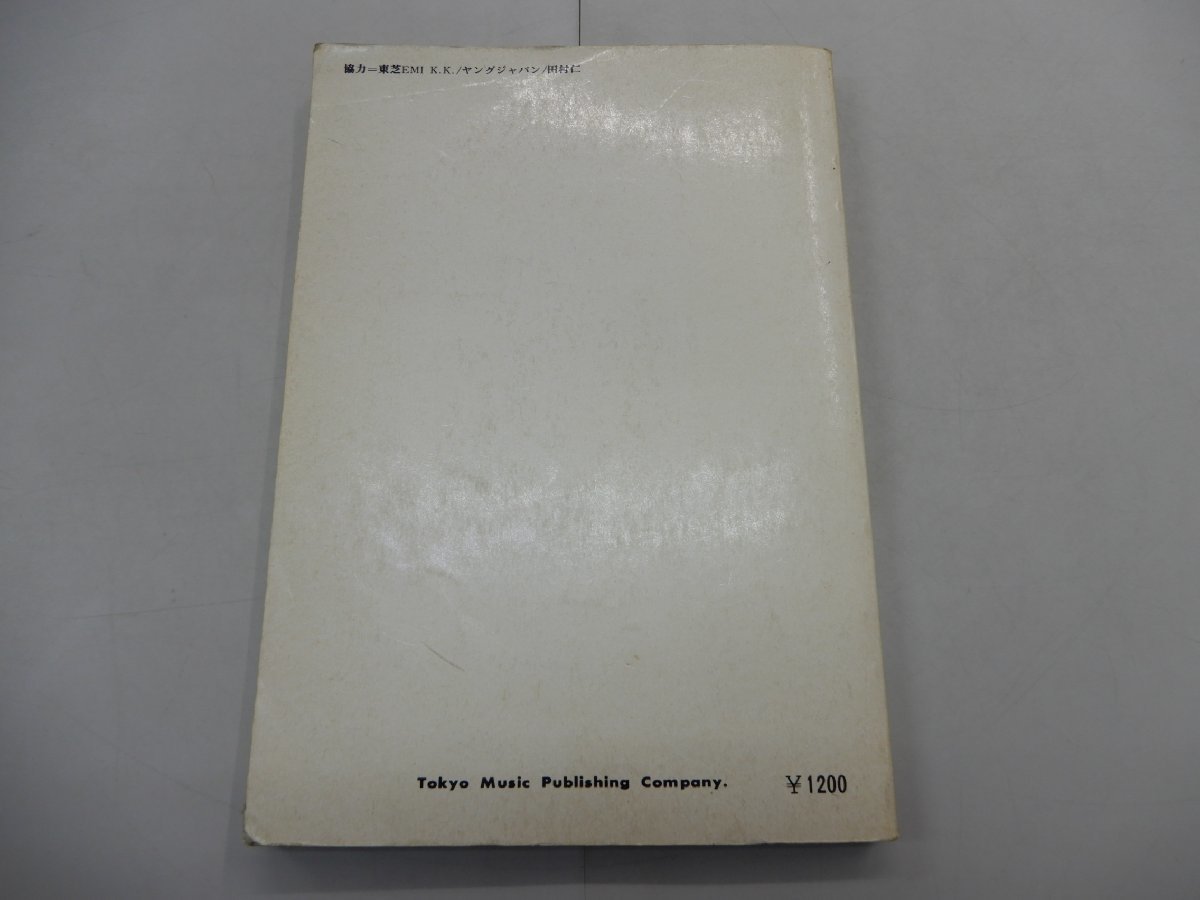 協力=東芝EMI K.K./ヤングジャパン/田村仁
Tokyo Music Publishing Company.
¥1200